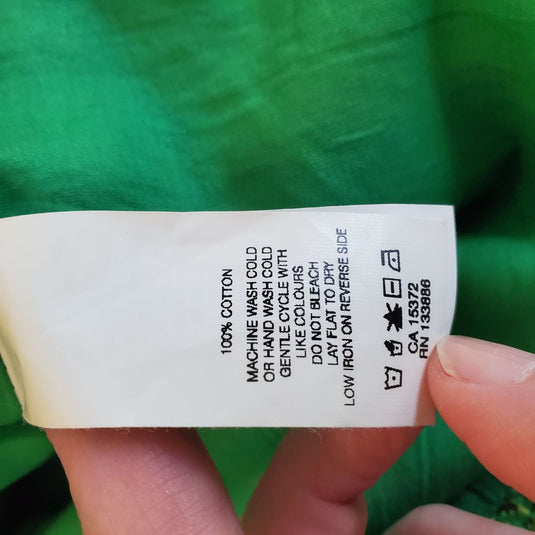 100% COTTON
MACHINE WASH COLD
OR HAND WASH COLD
GENTLE CYCLE WITH
LIKE COLOURS
DO NOT BLEACH
LAY FLAT TO DRY
LOW IRON ON REVERSE SIDE
CA 15372
RN 133886